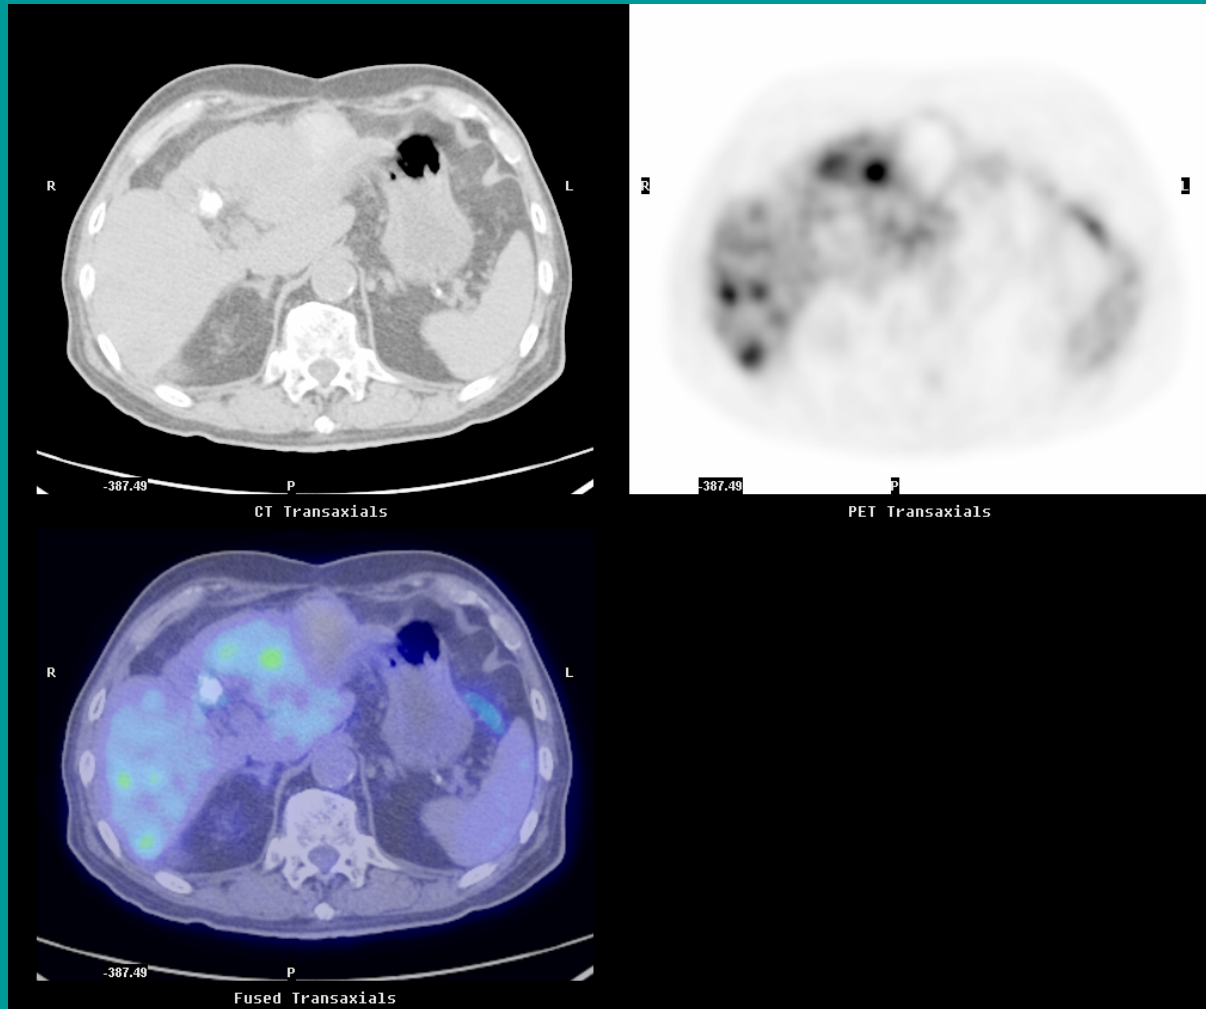 R
L
R
L
-387.49
P
-387.49
P
CT Transaxials
PET Transaxials
R
L
-387.49
P
Fused Transaxials